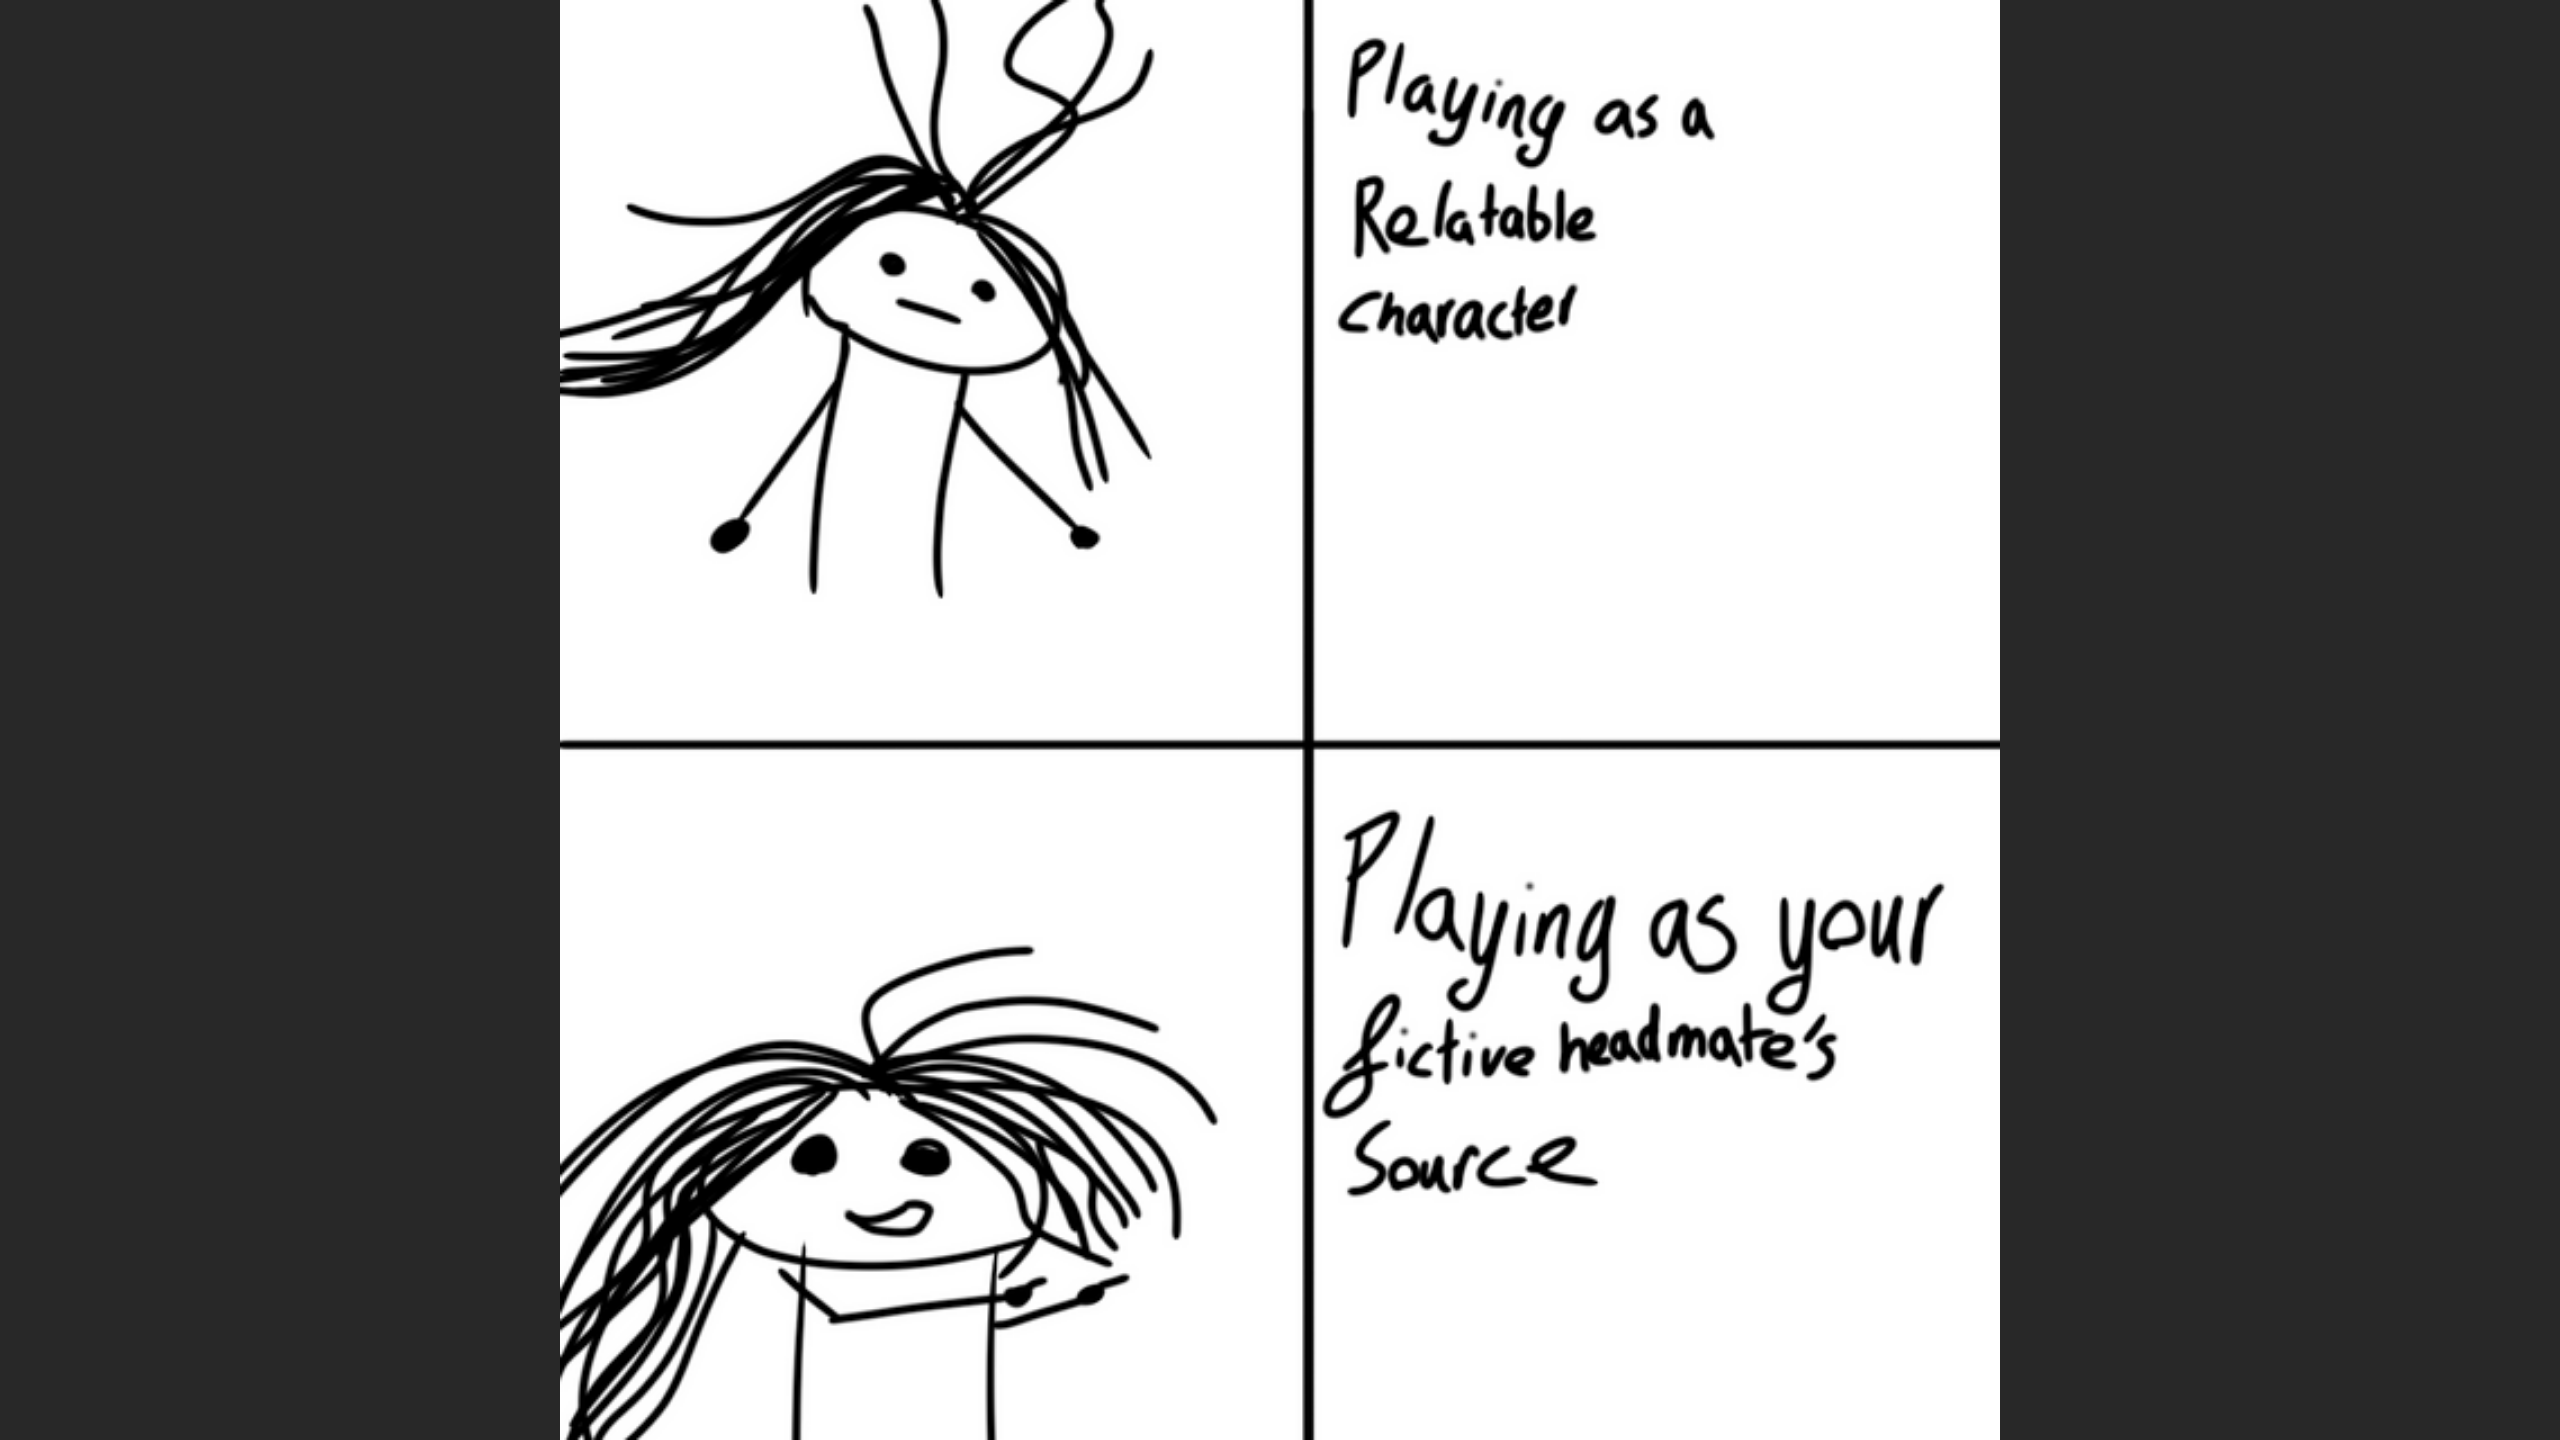 Playing as a
Relatable
Character
Playing as your
fictive headmate's
Source